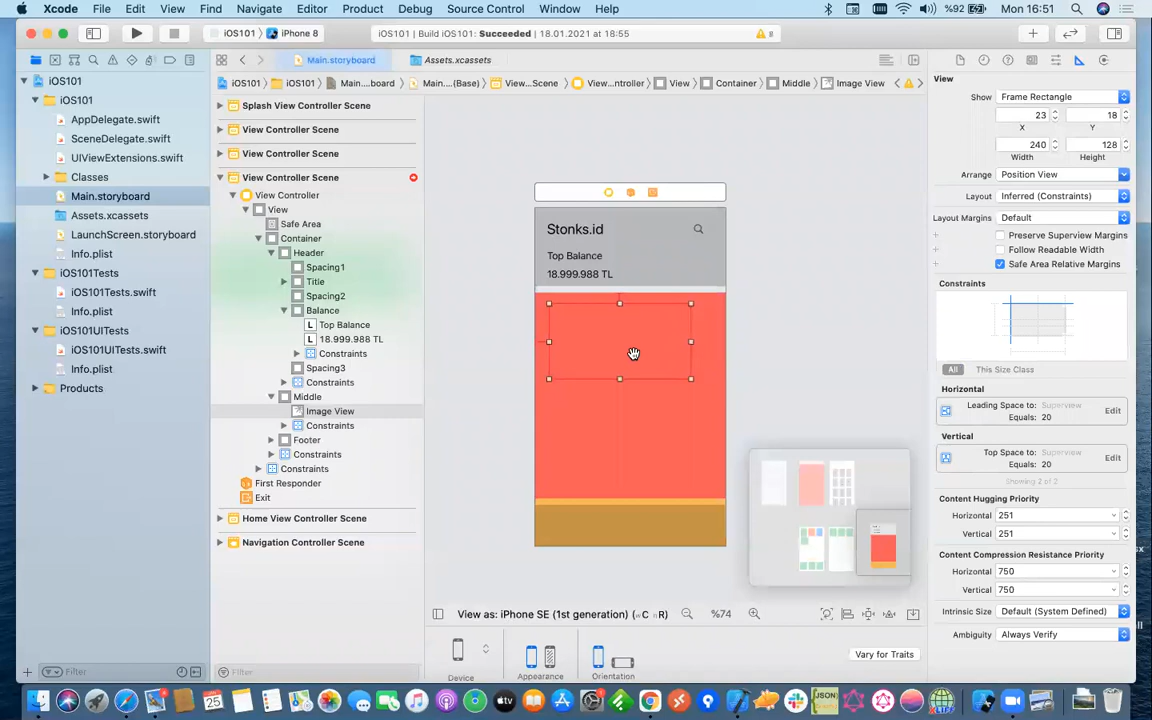 Xcode File Edit View Find Navigate Editor Product Debug Source Control Window Help %92 Mon 16:51
iOS101 iPhone 8 iOS101 | Build iOS101: Succeeded | 18.01.2021 at 18:55 8
Main.storyboard Assets.xcassets
iOS101 iOS101 Main....board Main....(Base) View...Scene View...ntroller View Container Middle Image View
iOS101
iOS101
AppDelegate.swift
SceneDelegate.swift
UIViewExtensions.swift
Classes
Main.storyboard
Assets.xcassets
LaunchScreen.storyboard
Info.plist
iOS101Tests
iOS101Tests.swift
Info.plist
iOS101UITests
iOS101UITests.swift
Info.plist
Products
Filter
Splash View Controller Scene
View Controller Scene
View Controller Scene
View Controller Scene
View Controller
View
Safe Area
Container
Header
Spacing1
Title
Spacing2
Balance
L Top Balance
L 18.999.988 TL
Constraints
Spacing3
Constraints
Middle
Image View
Constraints
Footer
Constraints
Constraints
First Responder
Exit
Home View Controller Scene
Navigation Controller Scene
Filter
Stonks.id
Top Balance
18.999.988 TL
View as: iPhone SE (1st generation) (wC hR) %74
Device Appearance Orientation
Vary for Traits
View
Show Frame Rectangle
23 18
X Y
240 128
Width Height
Arrange Position View
Layout Inferred (Constraints)
Layout Margins Default
Preserve Superview Margins
Follow Readable Width
Safe Area Relative Margins
Constraints
All This Size Class
Horizontal
Leading Space to: Superview
Equals: 20 Edit
Vertical
Top Space to: Superview
Equals: 20 Edit
Showing 2 of 2
Content Hugging Priority
Horizontal 251
Vertical 251
Content Compression Resistance Priority
Horizontal 750
Vertical 750
Intrinsic Size Default (System Defined)
Ambiguity Always Verify